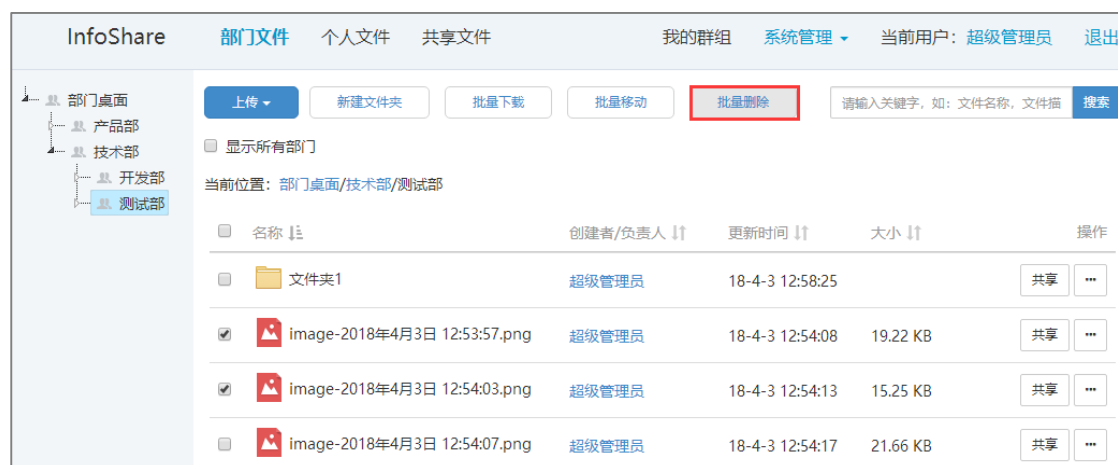 InfoShare 部门文件 个人文件 共享文件 我的群组 系统管理 当前用户：超级管理员 退出
部门桌面
产品部
技术部
开发部
测试部
上传 新建文件夹 批量下载 批量移动 批量删除 请输入关键字，如：文件名称，文件描 搜索
显示所有部门
当前位置：部门桌面/技术部/测试部
名称 创建者/负责人 更新时间 大小 操作
文件夹1 超级管理员 18-4-3 12:58:25 共享 ...
image-2018年4月3日 12:53:57.png 超级管理员 18-4-3 12:54:08 19.22 KB 共享 ...
image-2018年4月3日 12:54:03.png 超级管理员 18-4-3 12:54:13 15.25 KB 共享 ...
image-2018年4月3日 12:54:07.png 超级管理员 18-4-3 12:54:17 21.66 KB 共享 ...